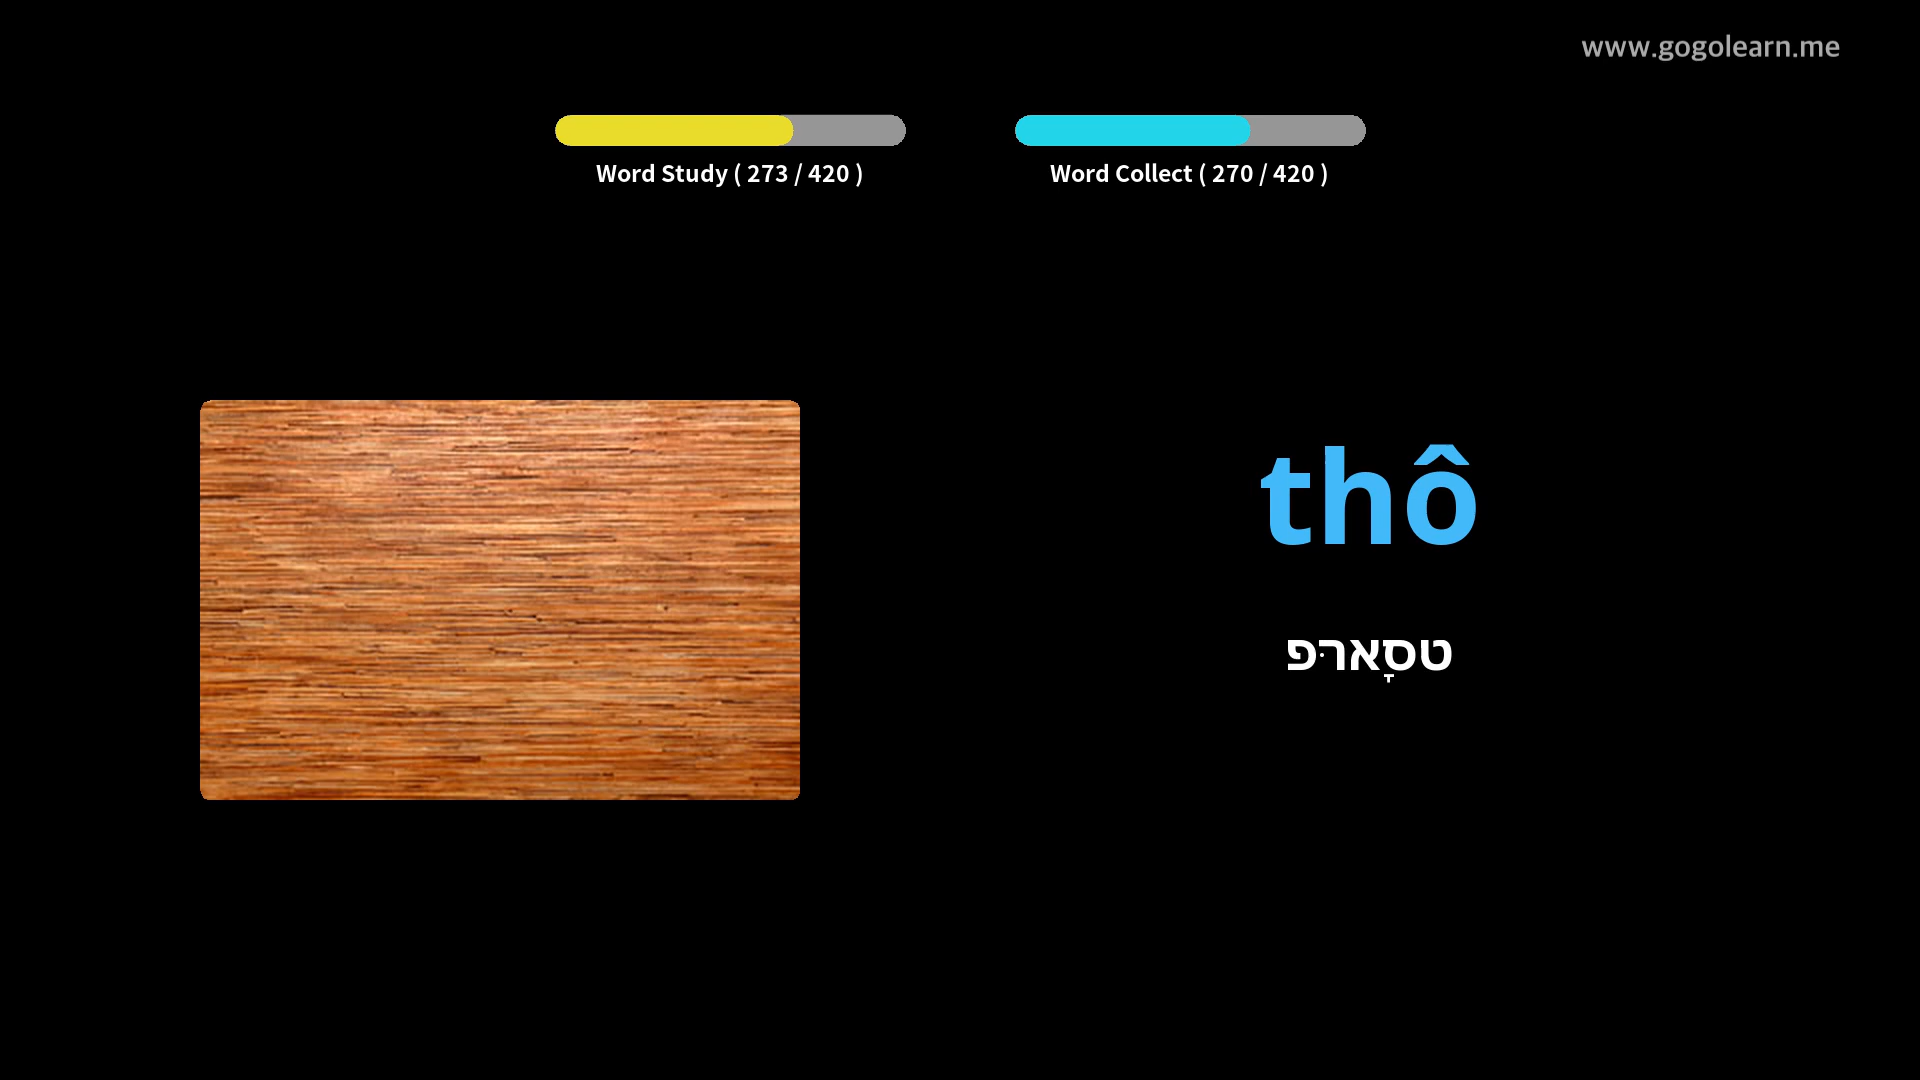 www.gogolearn.me
Word Study ( 273 / 420 )
Word Collect ( 270 / 420 )
thô
טסָארּפ